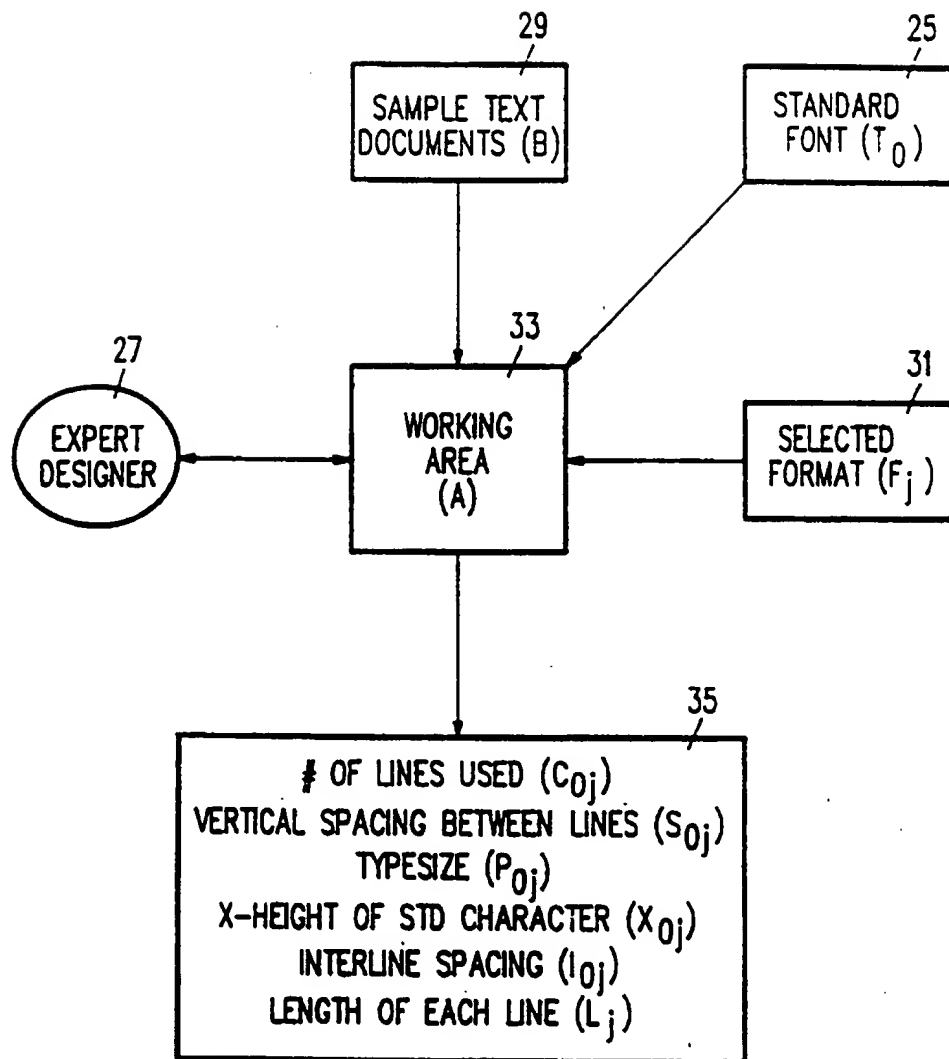 29
SAMPLE TEXT
DOCUMENTS (B)
25
STANDARD
FONT (T₀)
27
EXPERT
DESIGNER
33
WORKING
AREA
(A)
31
SELECTED
FORMAT (Fⱼ)
35
# OF LINES USED (C₀ⱼ)
VERTICAL SPACING BETWEEN LINES (S₀ⱼ)
TYPESIZE (P₀ⱼ)
X-HEIGHT OF STD CHARACTER (X₀ⱼ)
INTERLINE SPACING (I₀ⱼ)
LENGTH OF EACH LINE (Lⱼ)